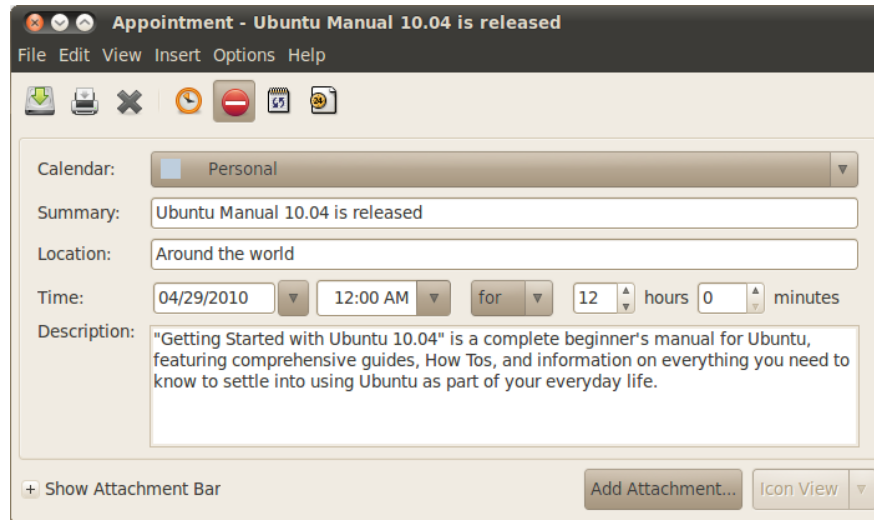 Appointment - Ubuntu Manual 10.04 is released
File Edit View Insert Options Help
Calendar: Personal
Summary: Ubuntu Manual 10.04 is released
Location: Around the world
Time: 04/29/2010 12:00 AM for 12 hours 0 minutes
Description: "Getting Started with Ubuntu 10.04" is a complete beginner's manual for Ubuntu,
featuring comprehensive guides, How Tos, and information on everything you need to
know to settle into using Ubuntu as part of your everyday life.
+ Show Attachment Bar Add Attachment... Icon View